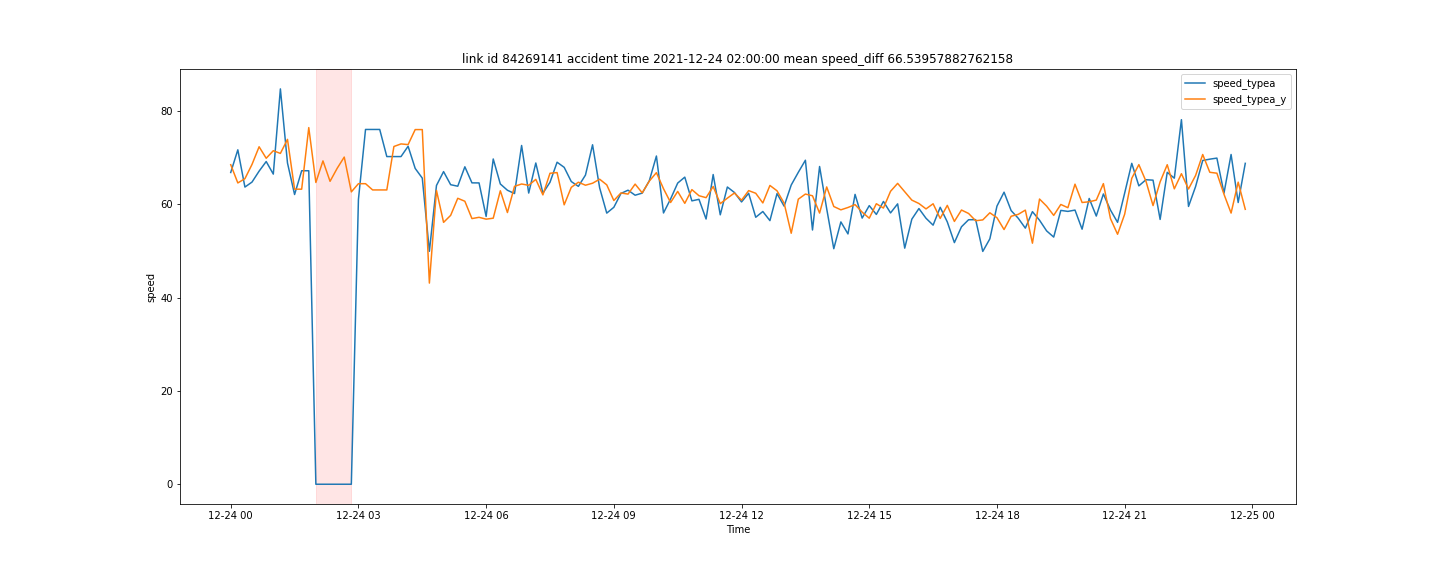 link id 84269141 accident time 2021-12-24 02:00:00 mean speed_diff 66.53957882762158
speed_typea
speed_typea_y
80
60
40
20
0
speed
12-24 00 12-24 03 12-24 06 12-24 09 12-24 12 12-24 15 12-24 18 12-24 21 12-25 00
Time